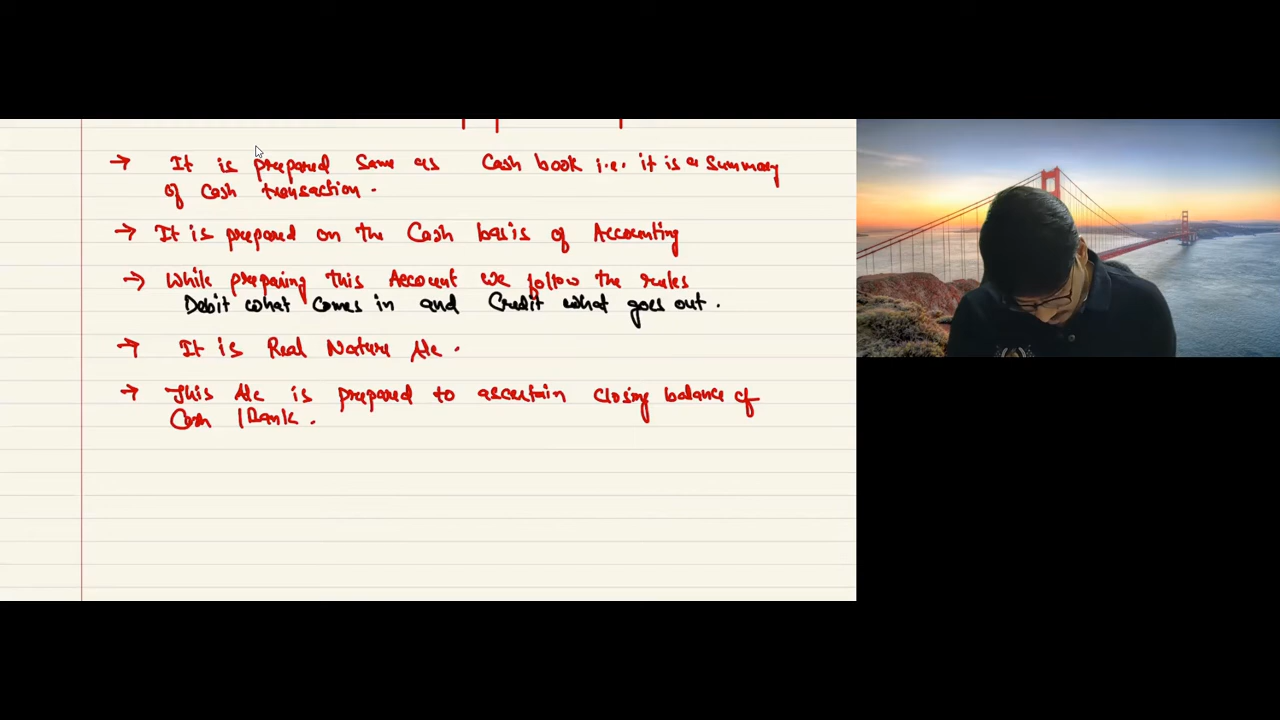 → It is prepared Same as Cash book i.e. it is a Summary
of Cash transaction.
→ It is prepared on the Cash basis of Accounting
→ While preparing this Account we follow the rules
Debit what Comes in and Credit what goes out.
→ It is Real Nature A/c.
→ This A/c is prepared to ascertain closing balance of
Cash / Bank.